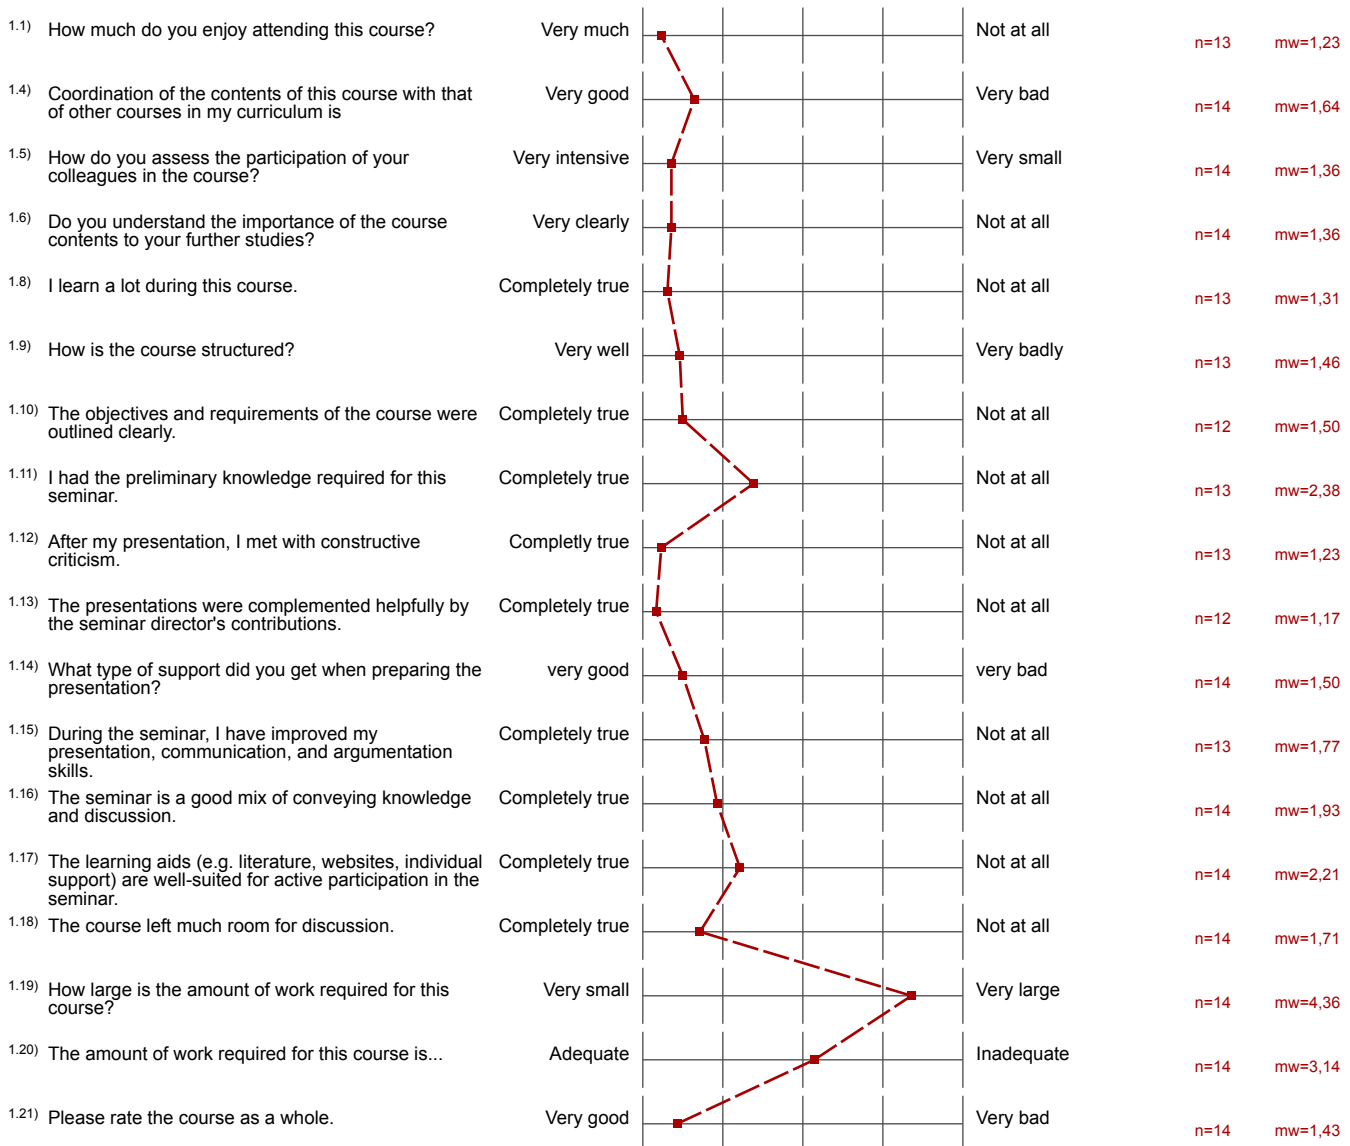 1.1) How much do you enjoy attending this course? Very much Not at all n=13 mw=1,23
1.4) Coordination of the contents of this course with that
of other courses in my curriculum is Very good Very bad n=14 mw=1,64
1.5) How do you assess the participation of your
colleagues in the course? Very intensive Very small n=14 mw=1,36
1.6) Do you understand the importance of the course
contents to your further studies? Very clearly Not at all n=14 mw=1,36
1.8) I learn a lot during this course. Completely true Not at all n=13 mw=1,31
1.9) How is the course structured? Very well Very badly n=13 mw=1,46
1.10) The objectives and requirements of the course were
outlined clearly. Completely true Not at all n=12 mw=1,50
1.11) I had the preliminary knowledge required for this
seminar. Completely true Not at all n=13 mw=2,38
1.12) After my presentation, I met with constructive
criticism. Completly true Not at all n=13 mw=1,23
1.13) The presentations were complemented helpfully by
the seminar director's contributions. Completely true Not at all n=12 mw=1,17
1.14) What type of support did you get when preparing the
presentation? very good very bad n=14 mw=1,50
1.15) During the seminar, I have improved my
presentation, communication, and argumentation
skills. Completely true Not at all n=13 mw=1,77
1.16) The seminar is a good mix of conveying knowledge
and discussion. Completely true Not at all n=14 mw=1,93
1.17) The learning aids (e.g. literature, websites, individual
support) are well-suited for active participation in the
seminar. Completely true Not at all n=14 mw=2,21
1.18) The course left much room for discussion. Completely true Not at all n=14 mw=1,71
1.19) How large is the amount of work required for this
course? Very small Very large n=14 mw=4,36
1.20) The amount of work required for this course is... Adequate Inadequate n=14 mw=3,14
1.21) Please rate the course as a whole. Very good Very bad n=14 mw=1,43